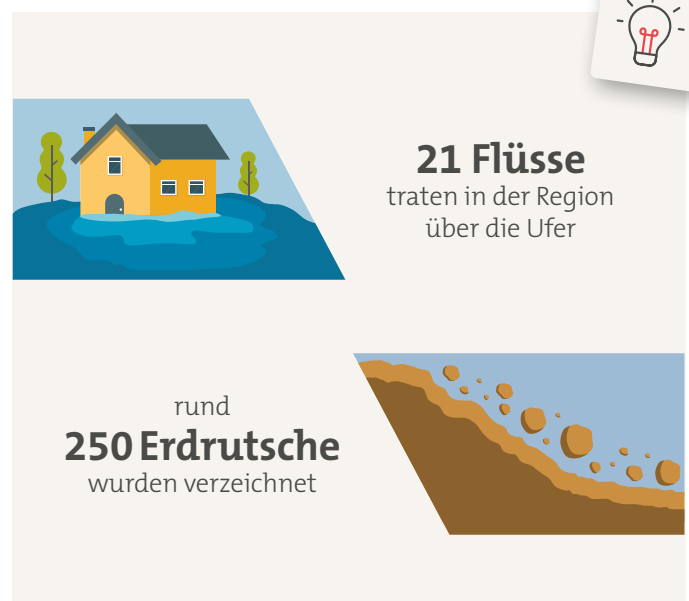 21 Flüsse
traten in der Region
über die Ufer
rund
250 Erdrutsche
wurden verzeichnet